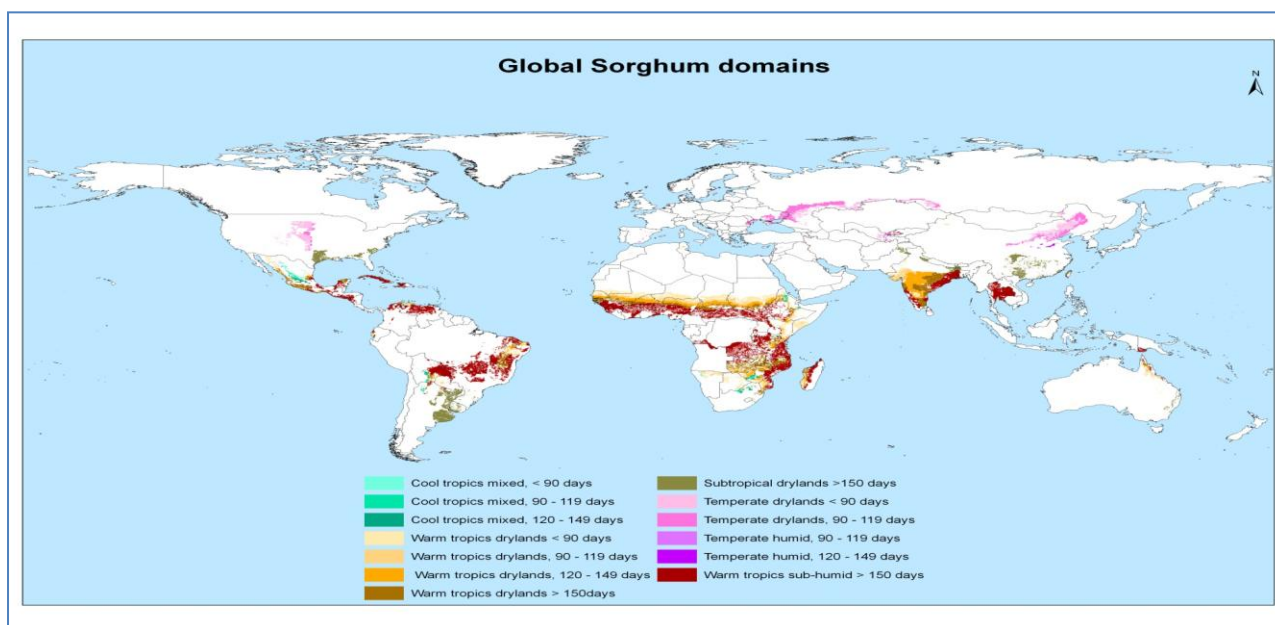 Global Sorghum domains
N
Cool tropics mixed, < 90 days
Cool tropics mixed, 90 - 119 days
Cool tropics mixed, 120 - 149 days
Warm tropics drylands < 90 days
Warm tropics drylands, 90 - 119 days
Warm tropics drylands, 120 - 149 days
Warm tropics drylands > 150days
Subtropical drylands >150 days
Temperate drylands < 90 days
Temperate drylands, 90 - 119 days
Temperate humid, 90 - 119 days
Temperate humid, 120 - 149 days
Warm tropics sub-humid > 150 days